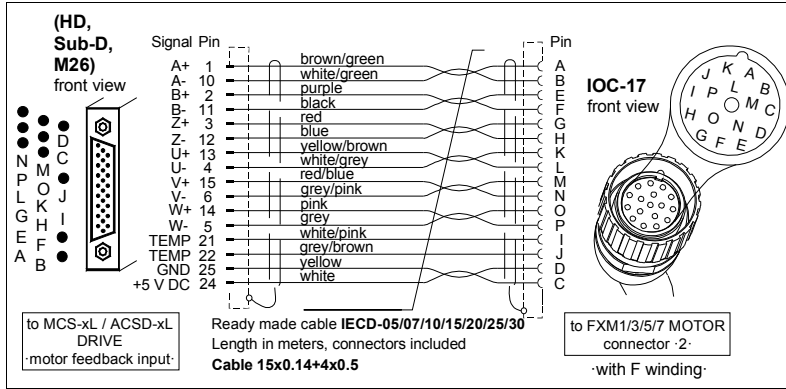 (HD,
Sub-D,
M26)
front view
Signal Pin
Pin
A+ 1 brown/green A
A- 10 white/green B
B+ 2 purple E
B- 11 black F
Z+ 3 red G
Z- 12 blue H
U+ 13 yellow/brown K
U- 4 white/grey L
V+ 15 red/blue M
V- 6 grey/pink N
W+ 14 pink O
W- 5 grey P
TEMP 21 white/pink I
TEMP 22 grey/brown J
GND 25 yellow D
+5 V DC 24 white C
N P L G E A
M O K H F B
D C J I
IOC-17
front view
J K A B C D E F G H I P L M N O
to MCS-xL / ACSD-xL
DRIVE
·motor feedback input·
Ready made cable IECD-05/07/10/15/20/25/30
Length in meters, connectors included
Cable 15x0.14+4x0.5
to FXM1/3/5/7 MOTOR
connector ·2·
·with F winding·